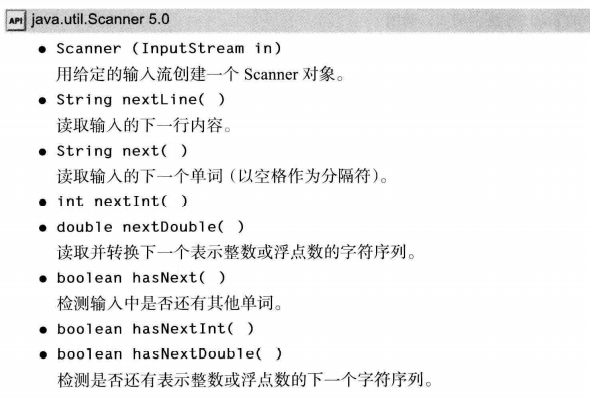 API java.util.Scanner 5.0
● Scanner (InputStream in)
用给定的输入流创建一个 Scanner 对象。
● String nextLine( )
读取输入的下一行内容。
● String next( )
读取输入的下一个单词（以空格作为分隔符）。
● int nextInt( )
● double nextDouble( )
读取并转换下一个表示整数或浮点数的字符序列。
● boolean hasNext( )
检测输入中是否还有其他单词。
● boolean hasNextInt( )
● boolean hasNextDouble( )
检测是否还有表示整数或浮点数的下一个字符序列。